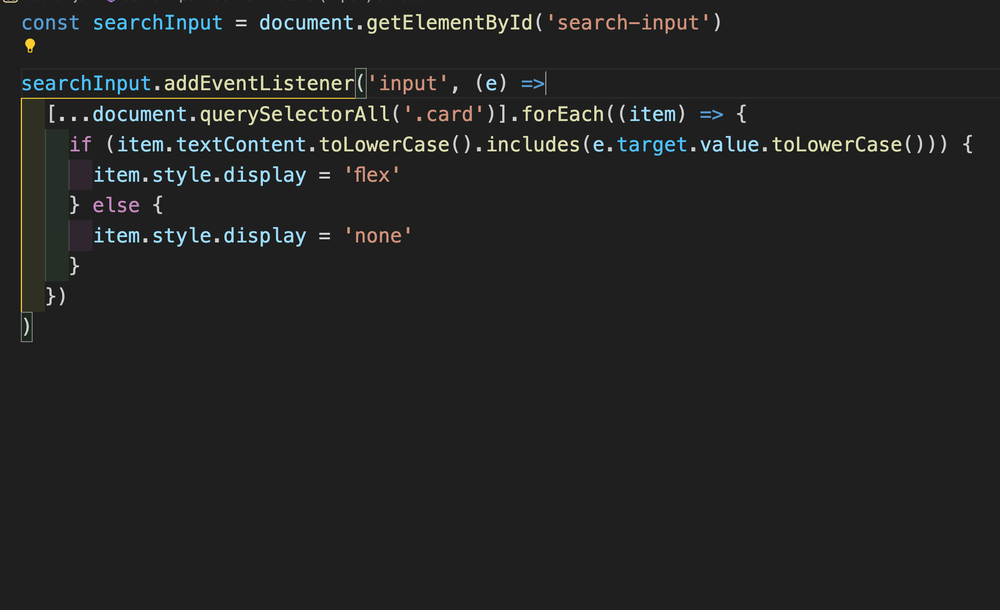 const searchInput = document.getElementById('search-input')
searchInput.addEventListener('input', (e) =>
[...document.querySelectorAll('.card')].forEach((item) => {
if (item.textContent.toLowerCase().includes(e.target.value.toLowerCase())) {
item.style.display = 'flex'
} else {
item.style.display = 'none'
}
})
)